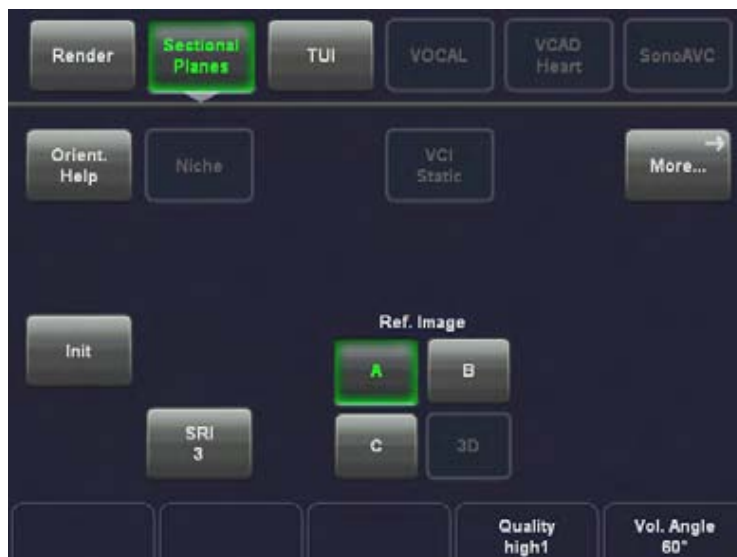 Render
Sectional
Planes
TUI
VOCAL
VCAD
Heart
SonoAVC
Orient.
Help
Niche
VCI
Static
More...
Init
Ref. Image
A
B
SRI
3
C
3D
Quality
high1
Vol. Angle
60°